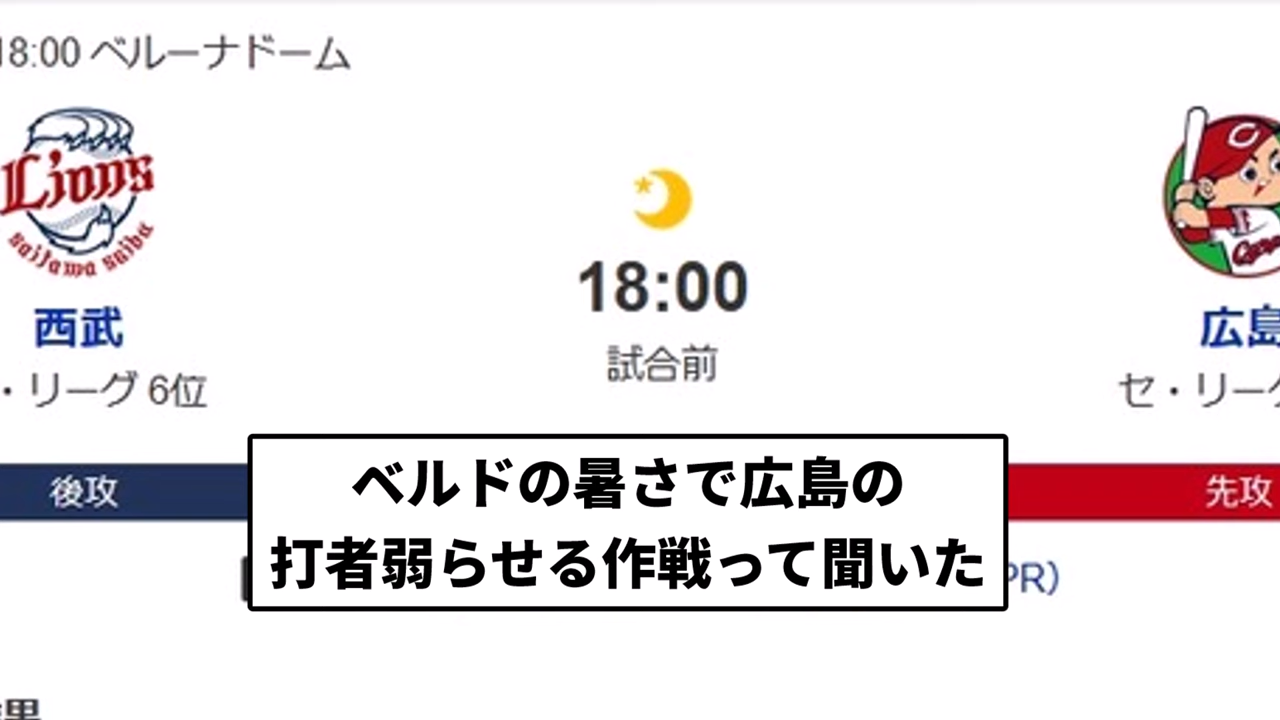 18:00 ベルーナドーム
Lions
saitama seibu
西武
・リーグ 6位
18:00
試合前
広島
セ・リーグ
後攻
先攻
ベルドの暑さで広島の
打者弱らせる作戦って聞いた
PR)